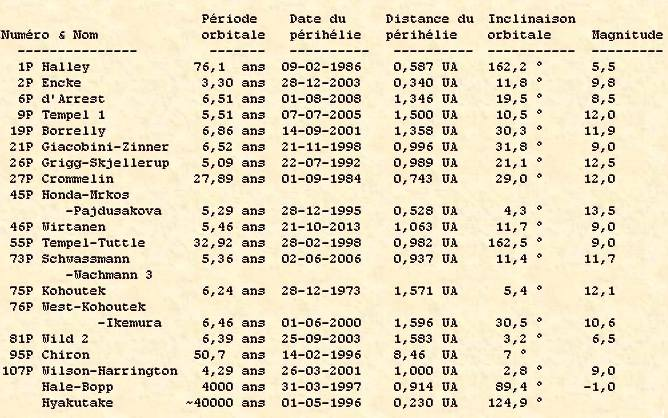 Période Date du Distance du Inclinaison
Numéro & Nom orbitale périhélie périhélie orbitale Magnitude
--------------- -------- ---------- ---------- ----------- ---------
1P Halley 76,1 ans 09-02-1986 0,587 UA 162,2 ° 5,5
2P Encke 3,30 ans 28-12-2003 0,340 UA 11,8 ° 9,8
6P d'Arrest 6,51 ans 01-08-2008 1,346 UA 19,5 ° 8,5
9P Tempel 1 5,51 ans 07-07-2005 1,500 UA 10,5 ° 12,0
19P Borrelly 6,86 ans 14-09-2001 1,358 UA 30,3 ° 11,9
21P Giacobini-Zinner 6,52 ans 21-11-1998 0,996 UA 31,8 ° 9,0
26P Grigg-Skjellerup 5,09 ans 22-07-1992 0,989 UA 21,1 ° 12,5
27P Crommelin 27,89 ans 01-09-1984 0,743 UA 29,0 ° 12,0
45P Honda-Mrkos
-Pajdusakova 5,29 ans 28-12-1995 0,528 UA 4,3 ° 13,5
46P Wirtanen 5,46 ans 21-10-2013 1,063 UA 11,7 ° 9,0
55P Tempel-Tuttle 32,92 ans 28-02-1998 0,982 UA 162,5 ° 9,0
73P Schwassmann 5,36 ans 02-06-2006 0,937 UA 11,4 ° 11,7
-Wachmann 3
75P Kohoutek 6,24 ans 28-12-1973 1,571 UA 5,4 ° 12,1
76P West-Kohoutek
-Ikemura 6,46 ans 01-06-2000 1,596 UA 30,5 ° 10,6
81P Wild 2 6,39 ans 25-09-2003 1,583 UA 3,2 ° 6,5
95P Chiron 50,7 ans 14-02-1996 8,46 UA 7 °
107P Wilson-Harrington 4,29 ans 26-03-2001 1,000 UA 2,8 ° 9,0
Hale-Bopp 4000 ans 31-03-1997 0,914 UA 89,4 ° -1,0
Hyakutake ~40000 ans 01-05-1996 0,230 UA 124,9 °